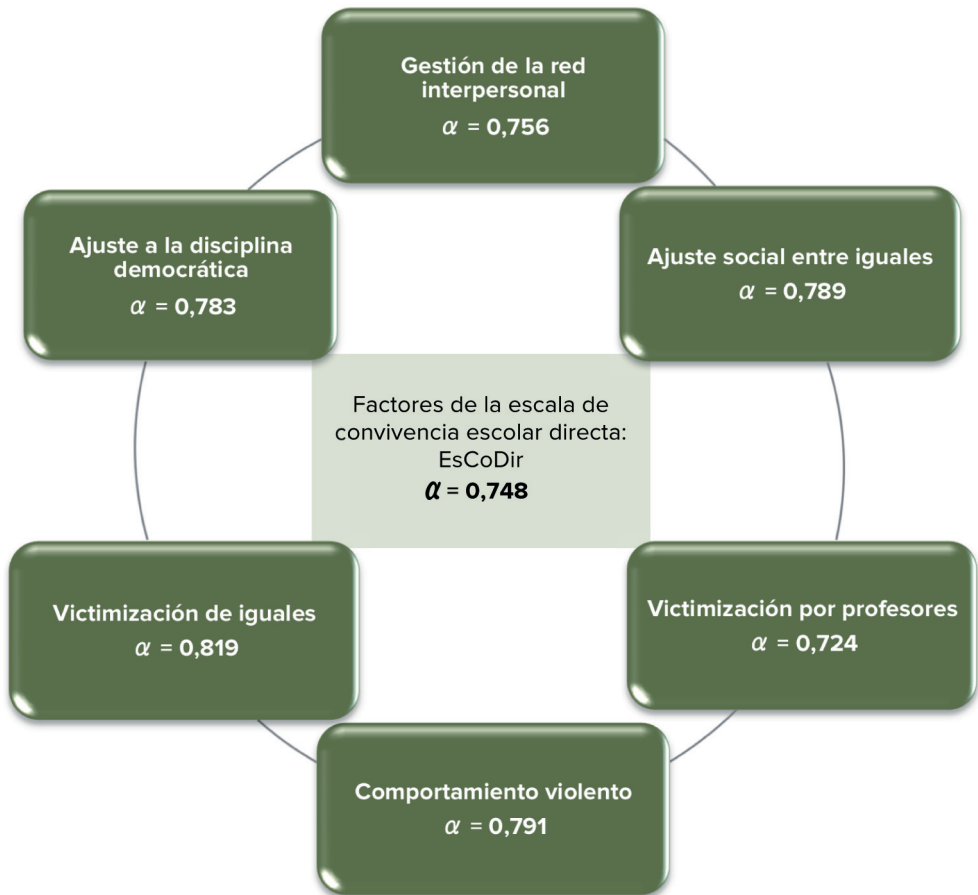 Gestión de la red
interpersonal
α = 0,756
Ajuste a la disciplina
democrática
α = 0,783
Ajuste social entre iguales
α = 0,789
Factores de la escala de
convivencia escolar directa:
EsCoDir
α = 0,748
Victimización de iguales
α = 0,819
Victimización por profesores
α = 0,724
Comportamiento violento
α = 0,791